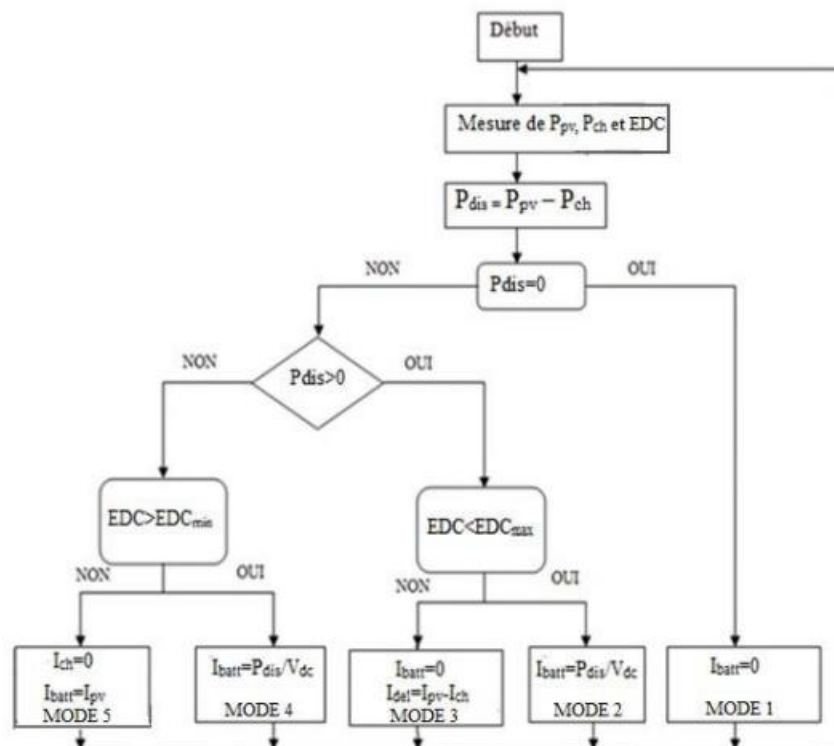 Début
Mesure de Ppv, Pch et EDC
Pdis = Ppv – Pch
NON
OUI
Pdis=0
NON
OUI
Pdis>0
EDC>EDCmin
EDC<EDCmax
NON
OUI
NON
OUI
Ich=0
Ibatt=Ipv
MODE 5
Ibatt=Pdis/Vdc
MODE 4
Ibatt=0
Idel=Ipv-Ich
MODE 3
Ibatt=Pdis/Vdc
MODE 2
Ibatt=0
MODE 1